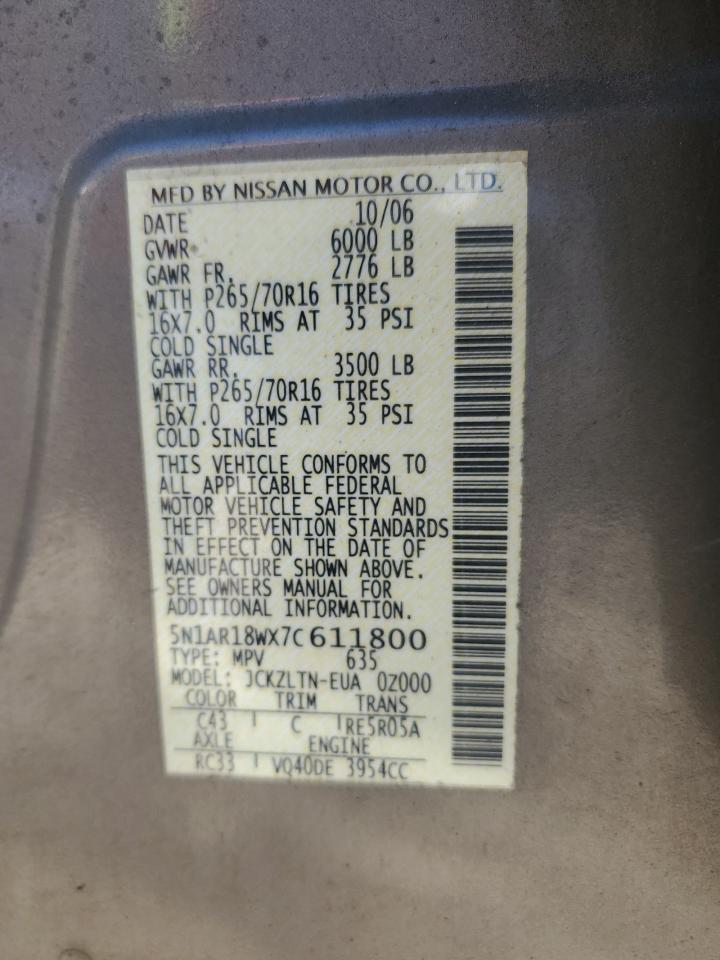 MFD BY NISSAN MOTOR CO., LTD.
DATE 10/06
GVWR 6000 LB
GAWR FR. 2776 LB
WITH P265/70R16 TIRES
16X7.0 RIMS AT 35 PSI
COLD SINGLE
GAWR RR. 3500 LB
WITH P265/70R16 TIRES
16X7.0 RIMS AT 35 PSI
COLD SINGLE
THIS VEHICLE CONFORMS TO
ALL APPLICABLE FEDERAL
MOTOR VEHICLE SAFETY AND
THEFT PREVENTION STANDARDS
IN EFFECT ON THE DATE OF
MANUFACTURE SHOWN ABOVE.
SEE OWNERS MANUAL FOR
ADDITIONAL INFORMATION.
5N1AR18WX7C611800
TYPE: MPV 635
MODEL: JCKZLTN-EUA 0Z000
COLOR TRIM TRANS
C43 C RE5R05A
AXLE ENGINE
RC33 VQ40DE 3954CC